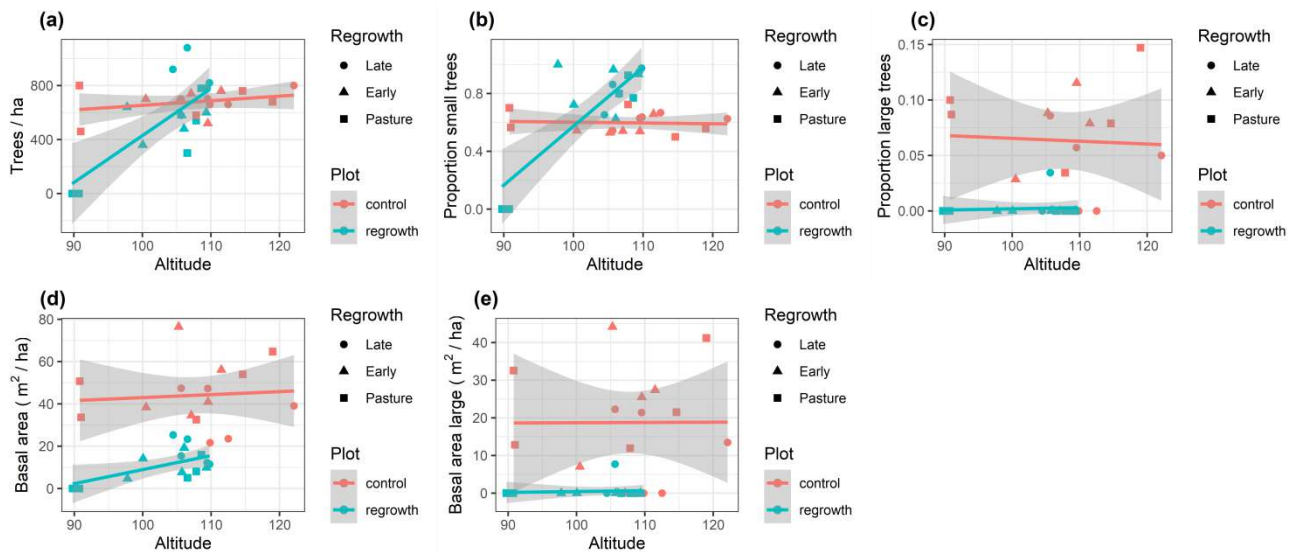 (a)
Trees / ha
800
400
0
90 100 110 120
Altitude
Regrowth
Late
Early
Pasture
Plot
control
regrowth
(b)
Proportion small trees
0.8
0.4
0.0
90 100 110 120
Altitude
Regrowth
Late
Early
Pasture
Plot
control
regrowth
(c)
Proportion large trees
0.15
0.10
0.05
0.00
90 100 110 120
Altitude
Regrowth
Late
Early
Pasture
Plot
control
regrowth
(d)
Basal area ( m² / ha)
80
60
40
20
0
90 100 110 120
Altitude
Regrowth
Late
Early
Pasture
Plot
control
regrowth
(e)
Basal area large ( m² / ha)
40
30
20
10
0
90 100 110 120
Altitude
Regrowth
Late
Early
Pasture
Plot
control
regrowth